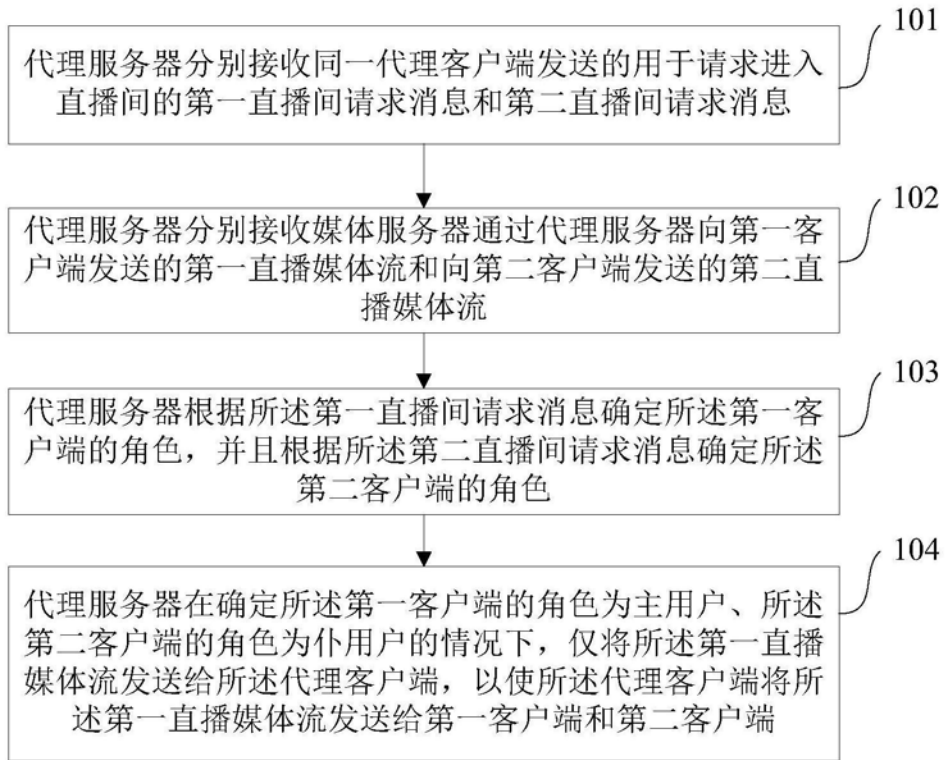 101
代理服务器分别接收同一代理客户端发送的用于请求进入
直播间的第一直播间请求消息和第二直播间请求消息
102
代理服务器分别接收媒体服务器通过代理服务器向第一客
户端发送的第一直播媒体流和向第二客户端发送的第二直
播媒体流
103
代理服务器根据所述第一直播间请求消息确定所述第一客
户端的角色，并且根据所述第二直播间请求消息确定所述
第二客户端的角色
104
代理服务器在确定所述第一客户端的角色为主用户、所述
第二客户端的角色为仆用户的情况下，仅将所述第一直播
媒体流发送给所述代理客户端，以使所述代理客户端将所
述第一直播媒体流发送给第一客户端和第二客户端